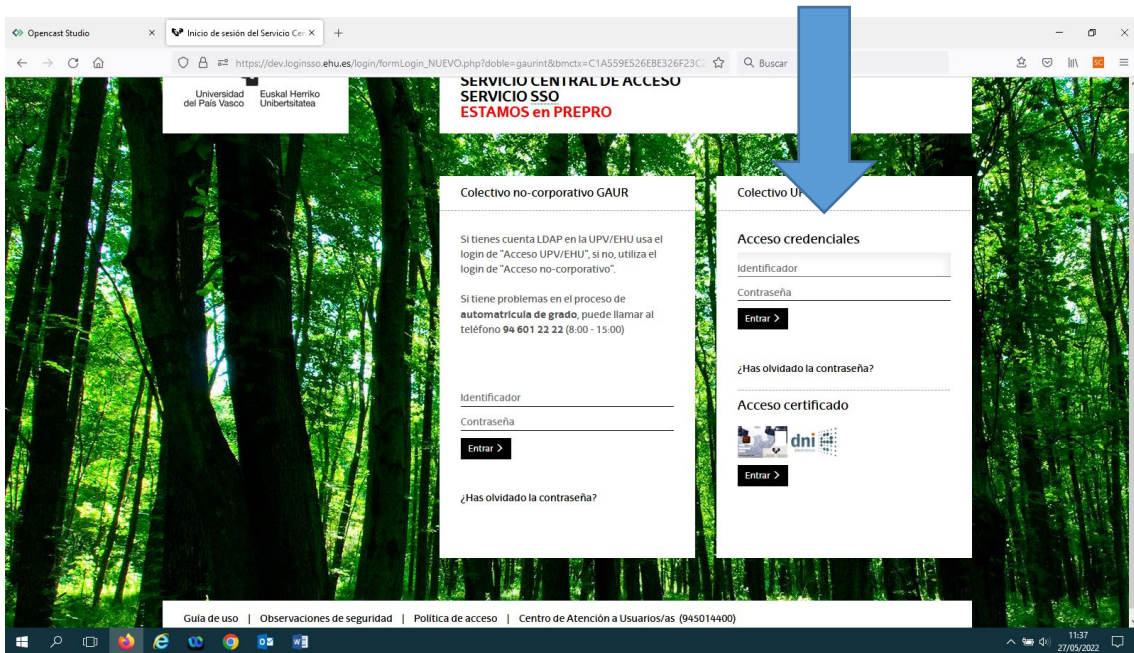 Opencast Studio
Inicio de sesión del Servicio Cen
https://dev.loginsso.ehu.es/login/formLogin_NUEVO.php?doble=gaurint&bmctx=C1A559E526EBE326F23C2
Buscar
SC
Universidad del País Vasco
Euskal Herriko Unibertsitatea
SERVICIO CENTRAL DE ACCESO
SERVICIO SSO
ESTAMOS en PREPRO
Colectivo no-corporativo GAUR
Si tienes cuenta LDAP en la UPV/EHU usa el
login de "Acceso UPV/EHU", si no, utiliza el
login de "Acceso no-corporativo".
Si tiene problemas en el proceso de
automatricula de grado, puede llamar al
teléfono 94 601 22 22 (8:00 - 15:00)
Identificador
Contraseña
Entrar >
¿Has olvidado la contraseña?
Colectivo
Acceso credenciales
Identificador
Contraseña
Entrar >
¿Has olvidado la contraseña?
Acceso certificado
dni
Entrar >
Guía de uso | Observaciones de seguridad | Política de acceso | Centro de Atención a Usuarios/as (945014400)
11:37
27/05/2022